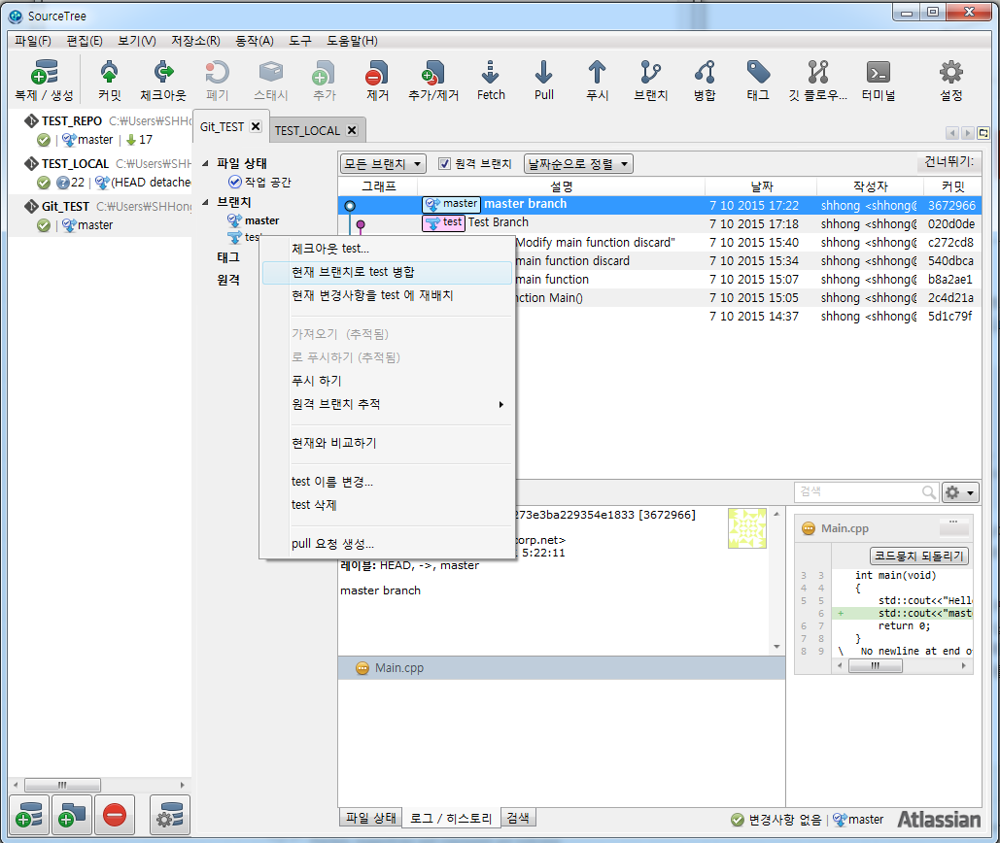 SourceTree
파일(F) 편집(E) 보기(V) 저장소(R) 동작(A) 도구 도움말(H)
복제 / 생성 커밋 체크아웃 폐기 스태시 추가 제거 추가/제거 Fetch Pull 푸시 브랜치 병합 태그 깃 플로우... 터미널 설정
TEST_REPO C:₩Users₩SHHo
master 17
TEST_LOCAL C:₩Users₩SHHo
22 (HEAD detache
Git_TEST C:₩Users₩SHHong
master
Git_TEST TEST_LOCAL
파일 상태
작업 공간
브랜치
master
tes
태그
원격
모든 브랜치 원격 브랜치 날짜순으로 정렬 건너뛰기:
그래프 설명 날짜 작성자 커밋
master master branch 7 10 2015 17:22 shhong <shhong@ 3672966
test Test Branch 7 10 2015 17:18 shhong <shhong@ 020d0de
Modify main function discard" 7 10 2015 15:40 shhong <shhong@ c272cd8
main function discard 7 10 2015 15:34 shhong <shhong@ 540dbca
main function 7 10 2015 15:07 shhong <shhong@ b8a2ae1
ction Main() 7 10 2015 15:05 shhong <shhong@ 2c4d21a
7 10 2015 14:37 shhong <shhong@ 5d1c79f
체크아웃 test...
현재 브랜치로 test 병합
현재 변경사항을 test 에 재배치
가져오기 (추적됨)
로 푸시하기 (추적됨)
푸시 하기
원격 브랜치 추적
현재와 비교하기
test 이름 변경...
test 삭제
pull 요청 생성...
검색
273e3ba229354e1833 [3672966]
corp.net>
5:22:11
레이블: HEAD, ->, master
master branch
Main.cpp
Main.cpp
코드뭉치 되돌리기
3 3 int main(void)
4 4 {
5 5 std::cout<<"Hello
6 + std::cout<<"mast
6 7 return 0;
7 8 }
8 9 \ No newline at end o
파일 상태 로그 / 히스토리 검색
변경사항 없음 master Atlassian